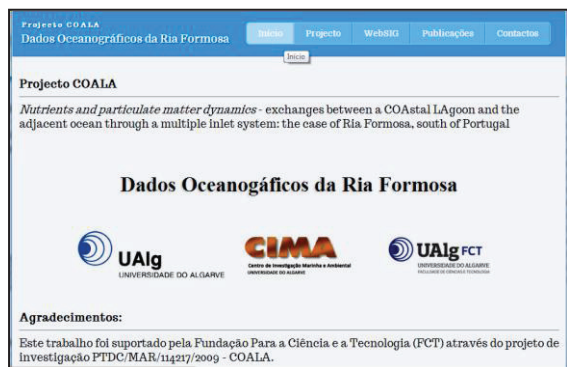 Projecto COALA
Dados Oceanográficos da Ria Formosa
Inicio Projecto WebSIG Publicações Contactos
Inicio
Projecto COALA
Nutrients and particulate matter dynamics - exchanges between a COAstal LAgoon and the
adjacent ocean through a multiple inlet system: the case of Ria Formosa, south of Portugal
Dados Oceanogáficos da Ria Formosa
UAlg
UNIVERSIDADE DO ALGARVE
CIMA
Centro de Investigação Marinha e Ambiental
UNIVERSIDADE DO ALGARVE
UAlg FCT
UNIVERSIDADE DO ALGARVE
FACULDADE DE CIÊNCIAS E TECNOLOGIA
Agradecimentos:
Este trabalho foi suportado pela Fundação Para a Ciência e a Tecnologia (FCT) através do projeto de
investigação PTDC/MAR/114217/2009 - COALA.